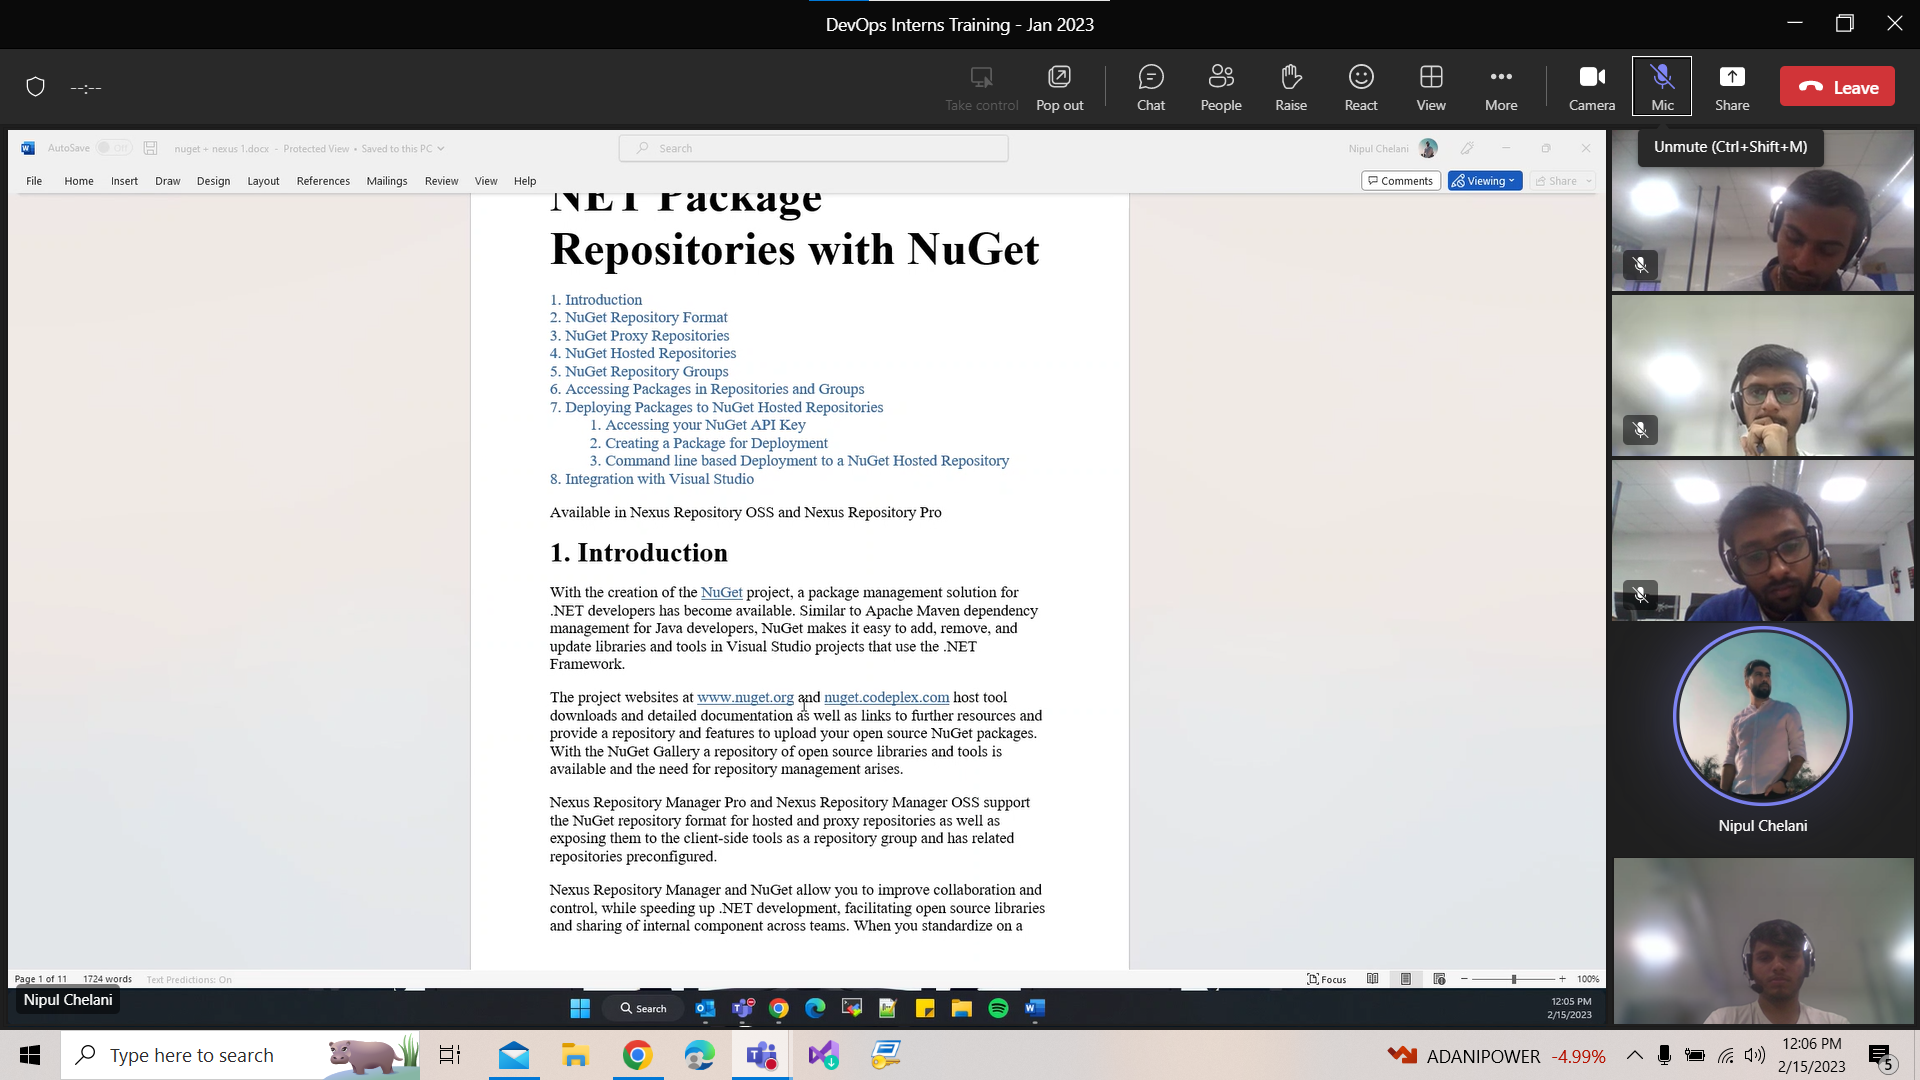 DevOps Interns Training - Jan 2023
--:--
Take control
Pop out
Chat
People
Raise
React
View
More
Camera
Mic
Share
Leave
Unmute (Ctrl+Shift+M)
AutoSave
Off
nuget + nexus 1.docx - Protected View • Saved to this PC
Search
Nipul Chelani
File Home Insert Draw Design Layout References Mailings Review View Help
Comments
Viewing
Share
NET Package
Repositories with NuGet
1. Introduction
2. NuGet Repository Format
3. NuGet Proxy Repositories
4. NuGet Hosted Repositories
5. NuGet Repository Groups
6. Accessing Packages in Repositories and Groups
7. Deploying Packages to NuGet Hosted Repositories
1. Accessing your NuGet API Key
2. Creating a Package for Deployment
3. Command line based Deployment to a NuGet Hosted Repository
8. Integration with Visual Studio
Available in Nexus Repository OSS and Nexus Repository Pro
1. Introduction
With the creation of the NuGet project, a package management solution for
.NET developers has become available. Similar to Apache Maven dependency
management for Java developers, NuGet makes it easy to add, remove, and
update libraries and tools in Visual Studio projects that use the .NET
Framework.
The project websites at www.nuget.org and nuget.codeplex.com host tool
downloads and detailed documentation as well as links to further resources and
provide a repository and features to upload your open source NuGet packages.
With the NuGet Gallery a repository of open source libraries and tools is
available and the need for repository management arises.
Nexus Repository Manager Pro and Nexus Repository Manager OSS support
the NuGet repository format for hosted and proxy repositories as well as
exposing them to the client-side tools as a repository group and has related
repositories preconfigured.
Nexus Repository Manager and NuGet allow you to improve collaboration and
control, while speeding up .NET development, facilitating open source libraries
and sharing of internal component across teams. When you standardize on a
Nipul Chelani
Page 1 of 11 1724 words Text Predictions: On
Focus
100%
Nipul Chelani
Search
12:05 PM
2/15/2023
Type here to search
ADANIPOWER -4.99%
12:06 PM
2/15/2023
5